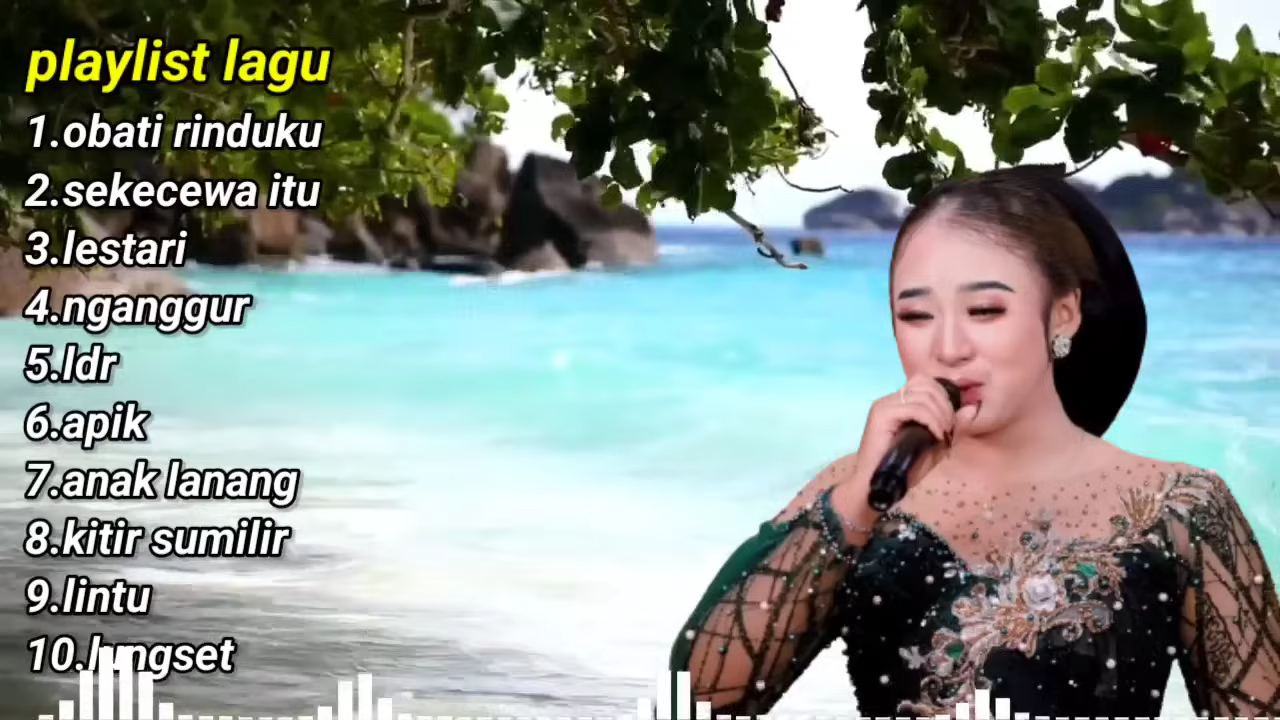 playlist lagu
1.obati rinduku
2.sekecewa itu
3.lestari
4.nganggur
5.ldr
6.apik
7.anak lanang
8.kitir sumilir
9.lintu
10.lungset